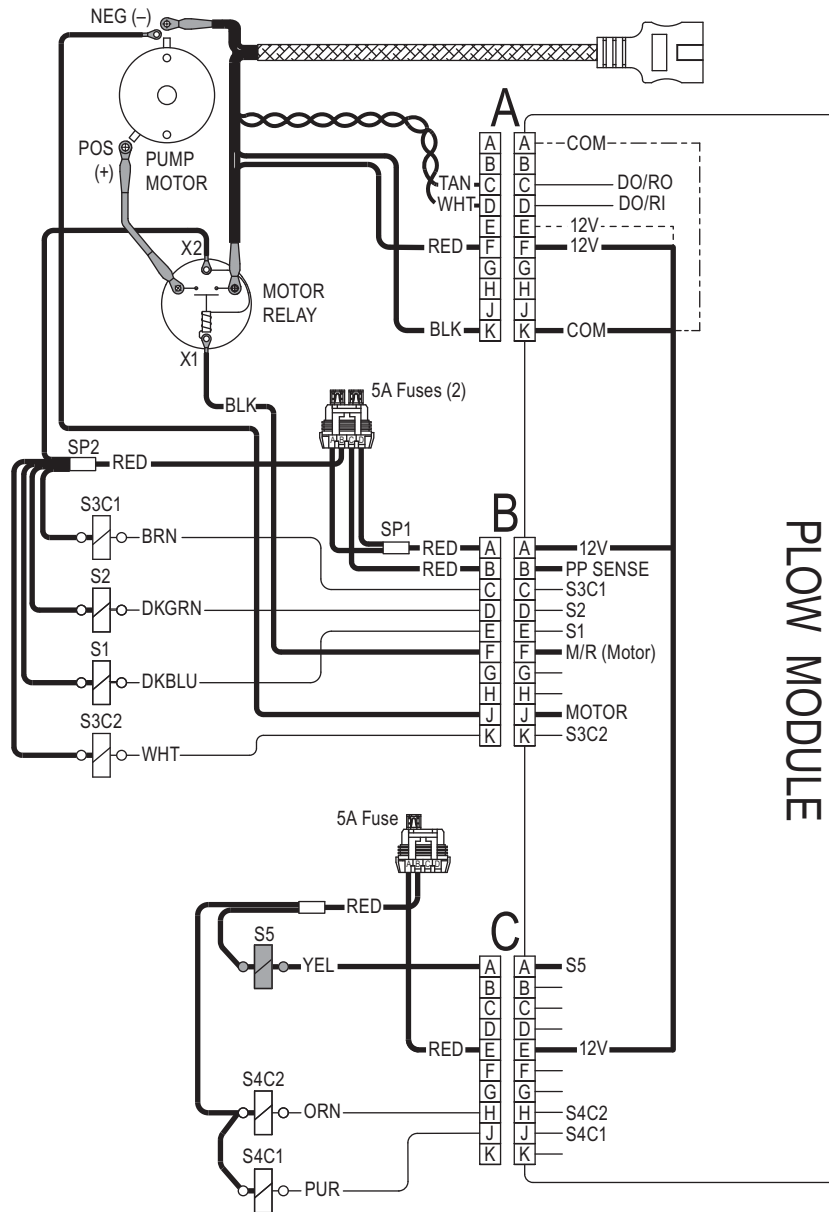 NEG (–)
POS
(+)
PUMP
MOTOR
A
A
B
C
D
E
F
G
H
J
K
A
B
C
D
E
F
G
H
J
K
TAN
WHT
RED
BLK
COM
DO/RO
DO/RI
12V
12V
COM
X2
MOTOR
RELAY
X1
BLK
5A Fuses (2)
A B C D
SP2
RED
SP1
RED
RED
S3C1
BRN
S2
DKGRN
S1
DKBLU
S3C2
WHT
B
A
B
C
D
E
F
G
H
J
K
A
B
C
D
E
F
G
H
J
K
12V
PP SENSE
S3C1
S2
S1
M/R (Motor)
MOTOR
S3C2
PLOW MODULE
5A Fuse
A B C D
RED
S5
YEL
RED
S4C2
ORN
S4C1
PUR
C
A
B
C
D
E
F
G
H
J
K
A
B
C
D
E
F
G
H
J
K
S5
12V
S4C2
S4C1